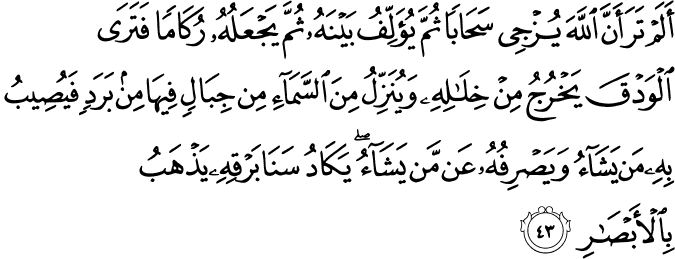 أَلَمۡ تَرَ أَنَّ ٱللَّهَ يُزۡجِي سَحَابٗا ثُمَّ يُؤَلِّفُ بَيۡنَهُۥ ثُمَّ يَجۡعَلُهُۥ رُكَامٗا فَتَرَى
ٱلۡوَدۡقَ يَخۡرُجُ مِنۡ خِلَٰلِهِۦ وَيُنَزِّلُ مِنَ ٱلسَّمَآءِ مِن جِبَالٖ فِيهَا مِنۢ بَرَدٖ فَيُصِيبُ
بِهِۦ مَن يَشَآءُ وَيَصۡرِفُهُۥ عَن مَّن يَشَآءُۖ يَكَادُ سَنَا بَرۡقِهِۦ يَذۡهَبُ
بِٱلۡأَبۡصَٰرِ ٤٣